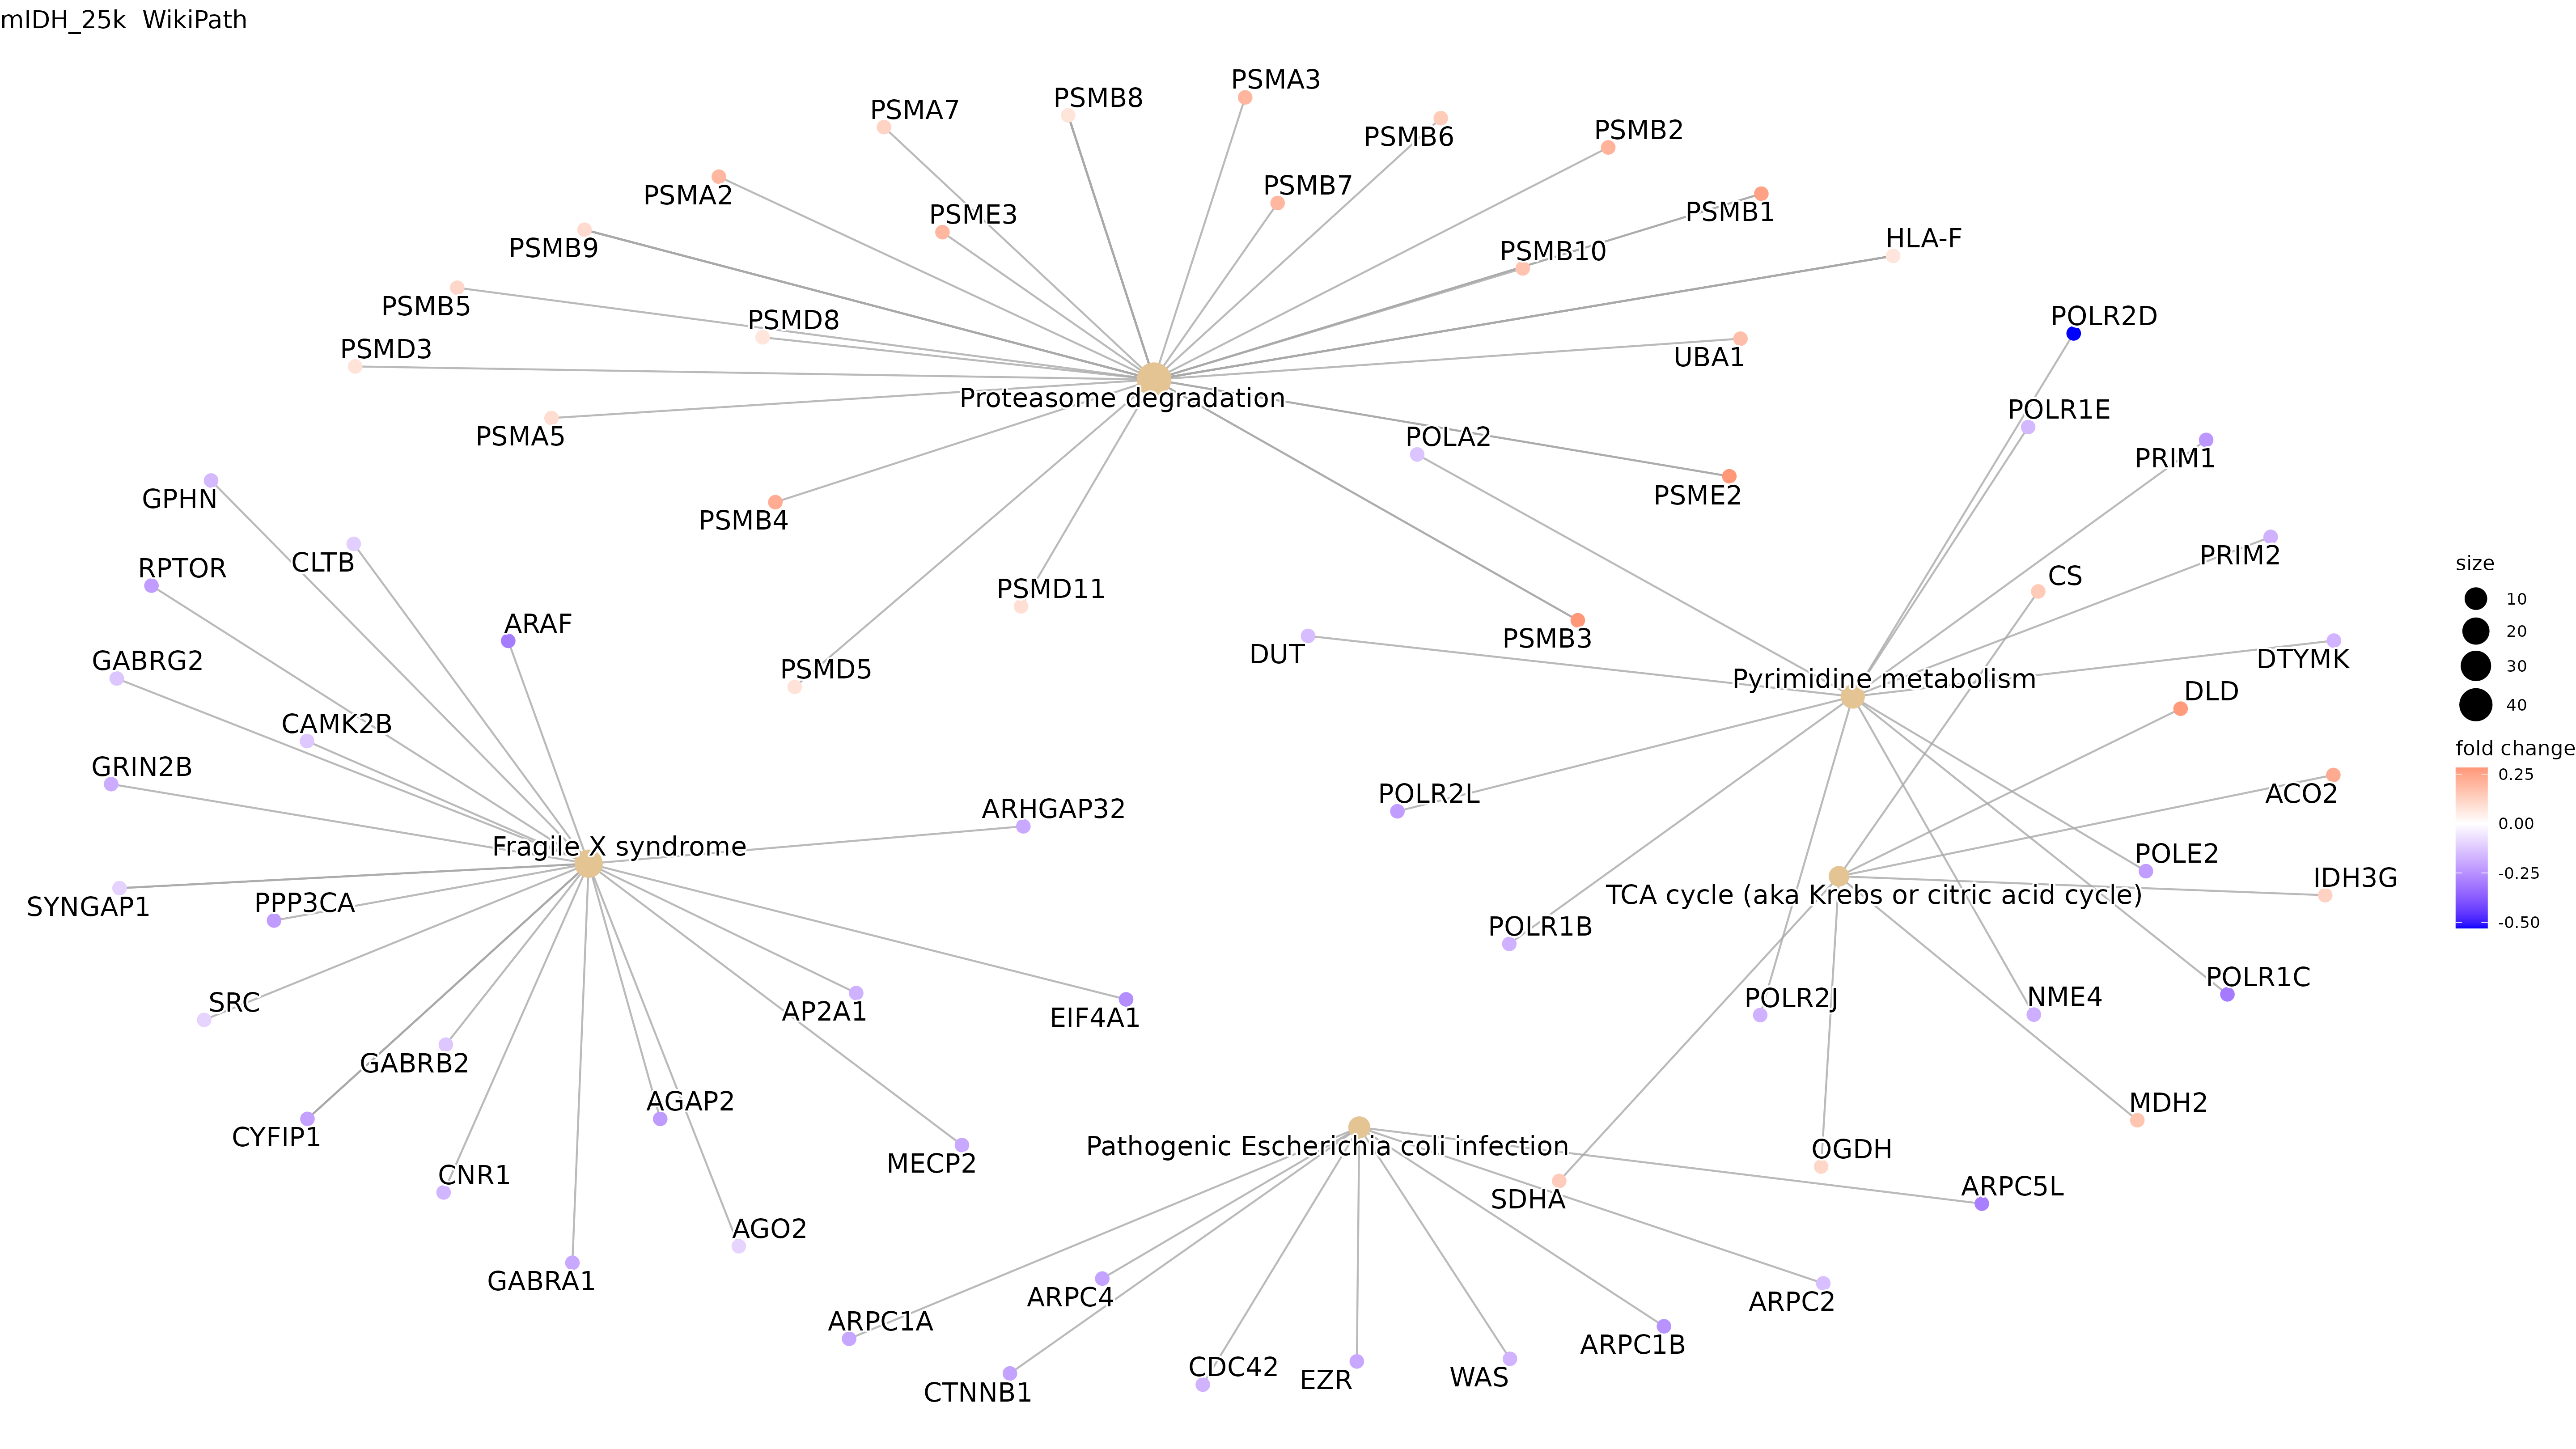 mIDH_25k  WikiPath
PSMA3
PSMB8
PSMA7
PSMB6
PSMB2
PSMA2
PSMB7
PSME3
PSMB1
PSMB9
PSMB10
HLA-F
PSMB5
PSMD8
POLR2D
PSMD3
UBA1
Proteasome degradation
POLR1E
PSMA5
POLA2
PRIM1
GPHN
PSME2
PSMB4
CLTB
PRIM2
RPTOR
CS
PSMD11
ARAF
PSMB3
DUT
GABRG2
DTYMK
PSMD5
Pyrimidine metabolism
DLD
CAMK2B
GRIN2B
POLR2L
ACO2
ARHGAP32
Fragile X syndrome
POLE2
IDH3G
TCA cycle (aka Krebs or citric acid cycle)
SYNGAP1
PPP3CA
POLR1B
POLR1C
SRC
AP2A1
EIF4A1
POLR2J
NME4
GABRB2
AGAP2
MDH2
CYFIP1
Pathogenic Escherichia coli infection
OGDH
MECP2
CNR1
SDHA
ARPC5L
AGO2
GABRA1
ARPC4
ARPC2
ARPC1A
ARPC1B
CDC42
EZR
WAS
CTNNB1
size
10
20
30
40
fold change
0.25
0.00
-0.25
-0.50